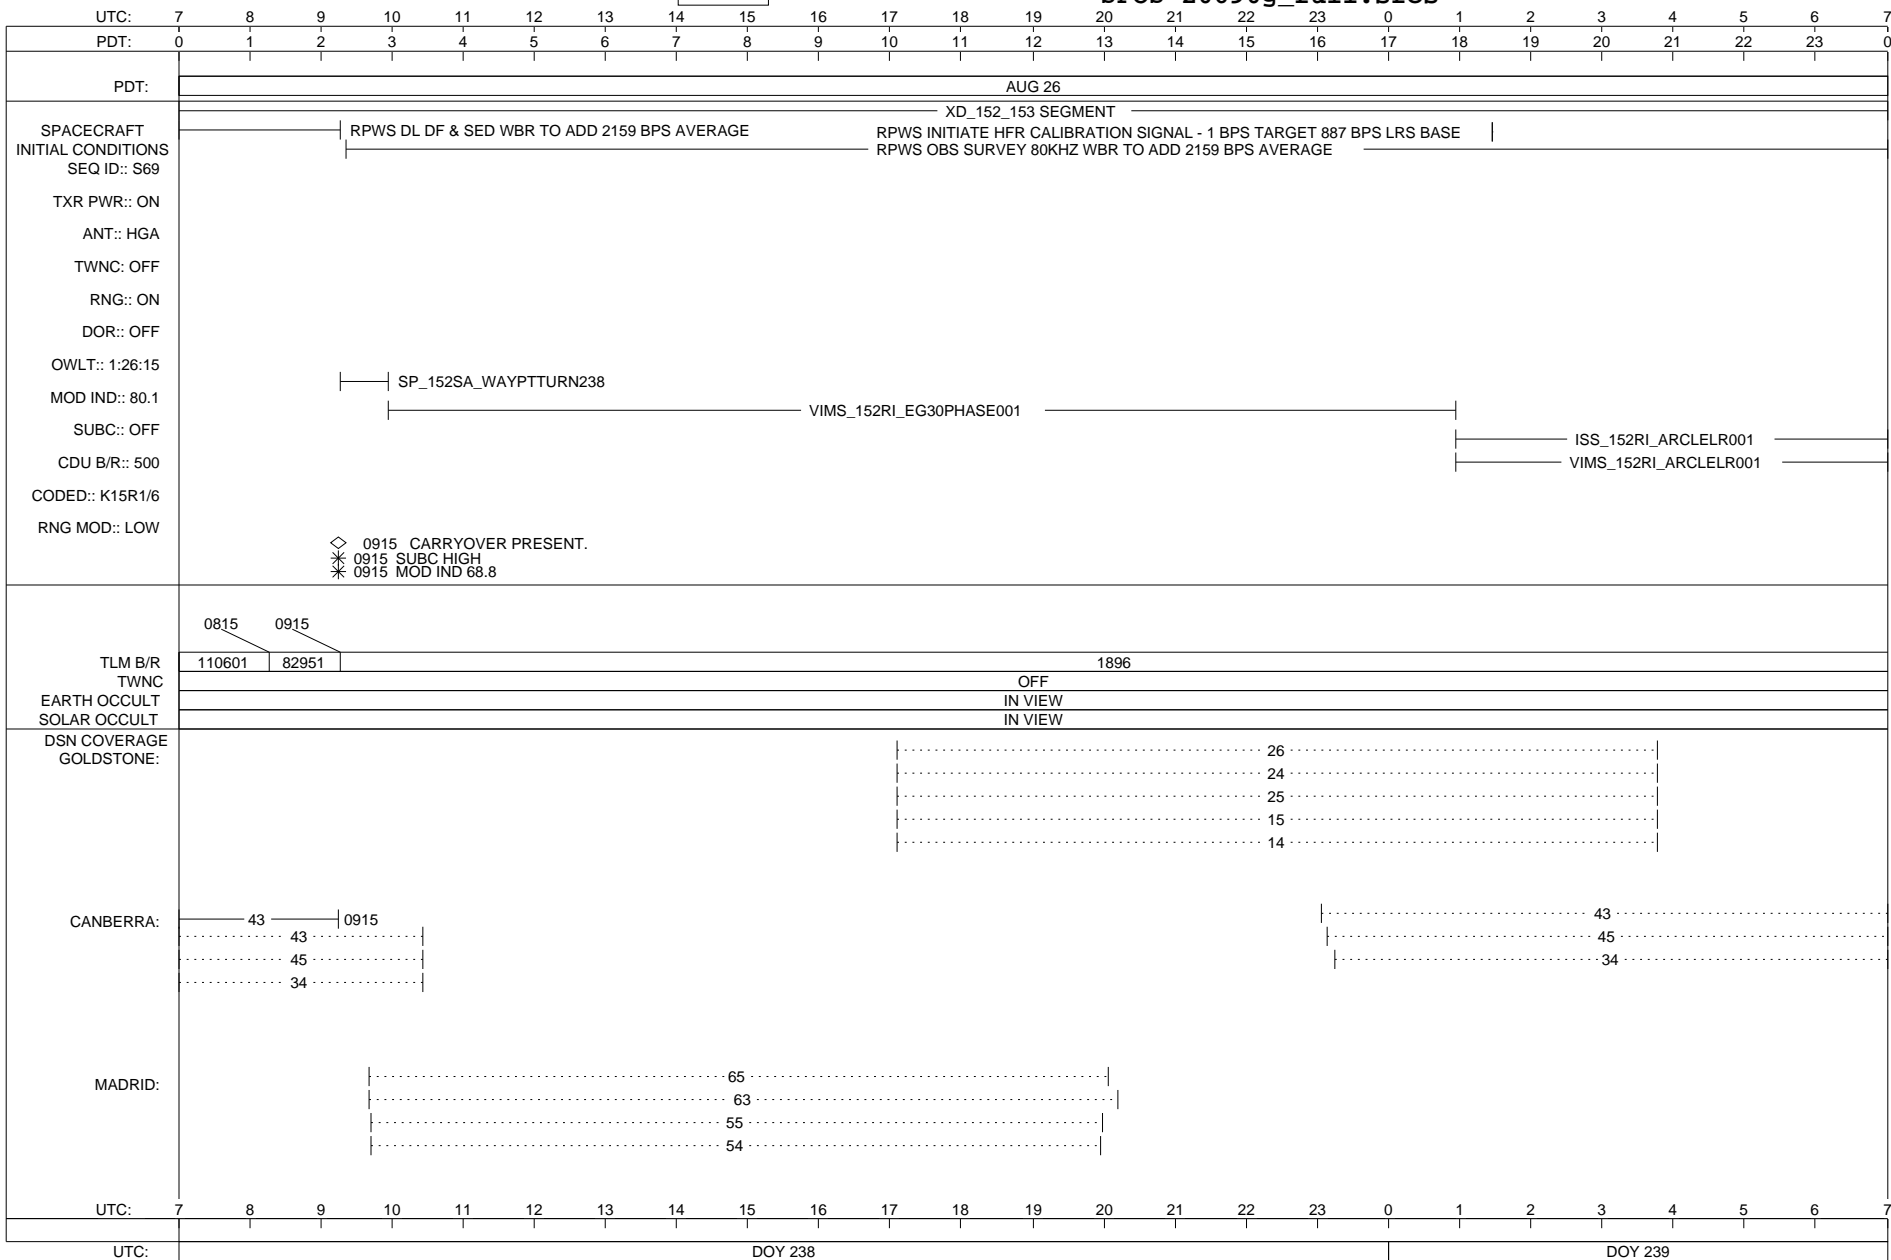 UTC: 7 8 9 10 11 12 13 14 15 16 17 18 19 20 21 22 23 0 1 2 3 4 5 6 7
PDT: 0 1 2 3 4 5 6 7 8 9 10 11 12 13 14 15 16 17 18 19 20 21 22 23 0
PDT: AUG 26
XD_152_153 SEGMENT
SPACECRAFT
INITIAL CONDITIONS
RPWS DL DF & SED WBR TO ADD 2159 BPS AVERAGE
RPWS INITIATE HFR CALIBRATION SIGNAL - 1 BPS TARGET 887 BPS LRS BASE
RPWS OBS SURVEY 80KHZ WBR TO ADD 2159 BPS AVERAGE
SEQ ID:: S69
TXR PWR:: ON
ANT:: HGA
TWNC: OFF
RNG:: ON
DOR:: OFF
OWLT:: 1:26:15
SP_152SA_WAYPTTURN238
MOD IND:: 80.1
VIMS_152RI_EG30PHASE001
SUBC:: OFF
ISS_152RI_ARCLELR001
CDU B/R:: 500
VIMS_152RI_ARCLELR001
CODED:: K15R1/6
RNG MOD:: LOW
0915 CARRYOVER PRESENT.
0915 SUBC HIGH
0915 MOD IND 68.8
0815 0915
TLM B/R 110601 82951 1896
TWNC OFF
EARTH OCCULT IN VIEW
SOLAR OCCULT IN VIEW
DSN COVERAGE
GOLDSTONE:
26
24
25
15
14
CANBERRA:
43 0915 43
43 45
45 34
34
MADRID:
65
63
55
54
UTC: 7 8 9 10 11 12 13 14 15 16 17 18 19 20 21 22 23 0 1 2 3 4 5 6 7
UTC: DOY 238 DOY 239